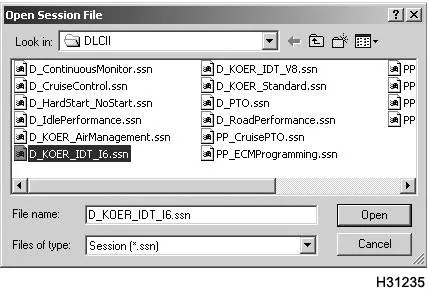 Open Session File
Look in: DLCII
D_ContinuousMonitor.ssn D_KOER_IDT_V8.ssn PP
D_CruiseControl.ssn D_KOER_Standard.ssn PP
D_HardStart_NoStart.ssn D_PTO.ssn PP
D_IdlePerformance.ssn D_RoadPerformance.ssn PP
D_KOER_AirManagement.ssn PP_CruisePTO.ssn
D_KOER_IDT_I6.ssn PP_ECMProgramming.ssn
File name: D_KOER_IDT_I6.ssn Open
Files of type: Session (*.ssn) Cancel
H31235